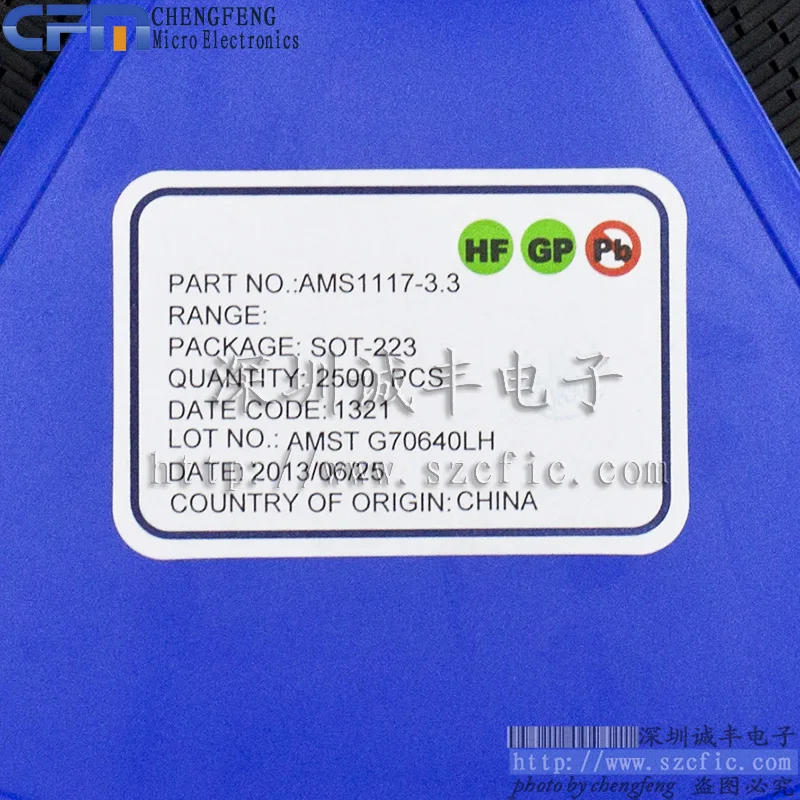 CFM CHENGFENG
Micro Electronics
HF GP Pb
PART NO.:AMS1117-3.3
RANGE:
PACKAGE: SOT-223
深圳诚丰电子
QUANTITY: 2500 PCS
DATE CODE: 1321
LOT NO.: AMST G70640LH
http://www.szcfic.com
DATE: 2013/06/25
COUNTRY OF ORIGIN: CHINA
深圳诚丰电子
http://www.szcfic.com
photo by chengfeng 盗图必究